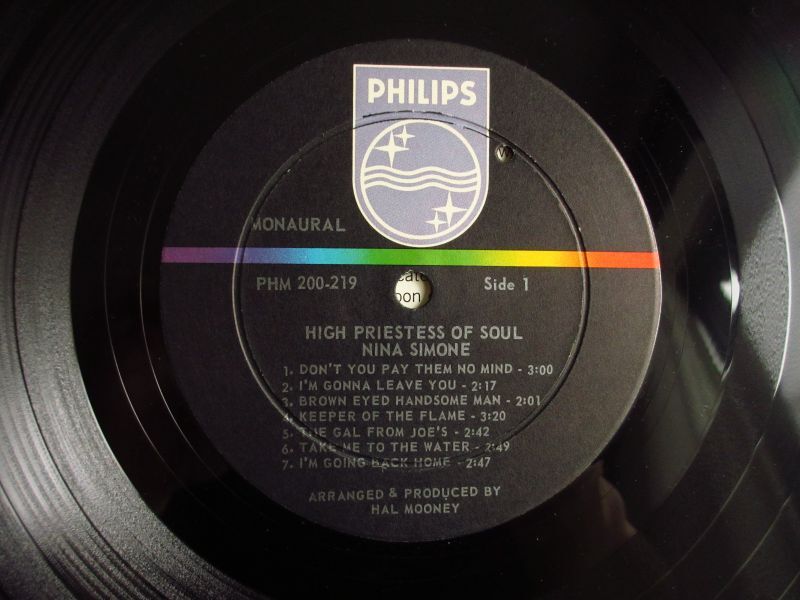 PHILIPS
MONAURAL
PHM 200-219
Side 1
HIGH PRIESTESS OF SOUL
NINA SIMONE
1. DON'T YOU PAY THEM NO MIND - 3:00
2. I'M GONNA LEAVE YOU - 2:17
3. BROWN EYED HANDSOME MAN - 2:01
4. KEEPER OF THE FLAME - 3:20
5. THE GAL FROM JOE'S - 2:42
6. TAKE ME TO THE WATER - 2:49
7. I'M GOING BACK HOME - 2:47
ARRANGED & PRODUCED BY
HAL MOONEY